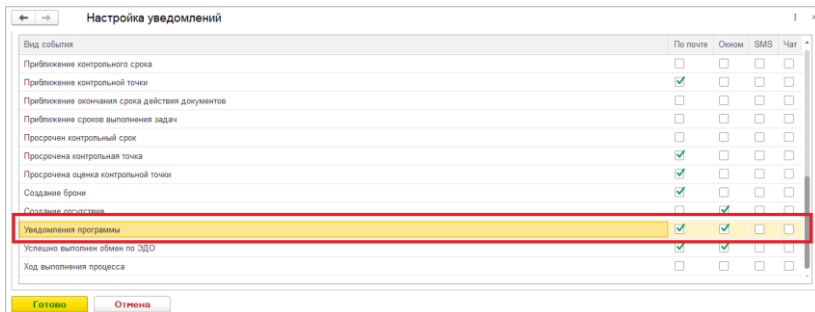 Настройка уведомлений
Вид события По почте Окном SMS Чат
Приближение контрольного срока
Приближение контрольной точки
Приближение окончания срока действия документов
Приближение сроков выполнения задач
Просрочен контрольный срок
Просрочена контрольная точка
Просрочена оценка контрольной точки
Создание брони
Создание отсутствия
Уведомления программы
Успешно выполнен обмен по ЭДО
Ход выполнения процесса
Готово Отмена